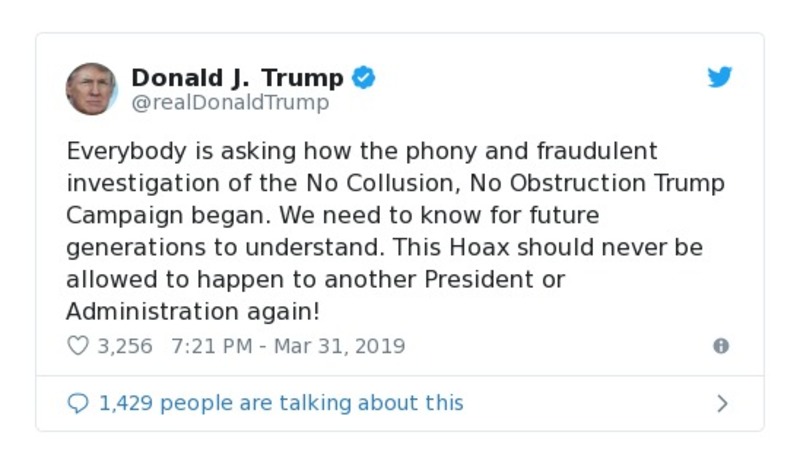 Donald J. Trump
@realDonaldTrump
Everybody is asking how the phony and fraudulent
investigation of the No Collusion, No Obstruction Trump
Campaign began. We need to know for future
generations to understand. This Hoax should never be
allowed to happen to another President or
Administration again!
3,256 7:21 PM - Mar 31, 2019
1,429 people are talking about this